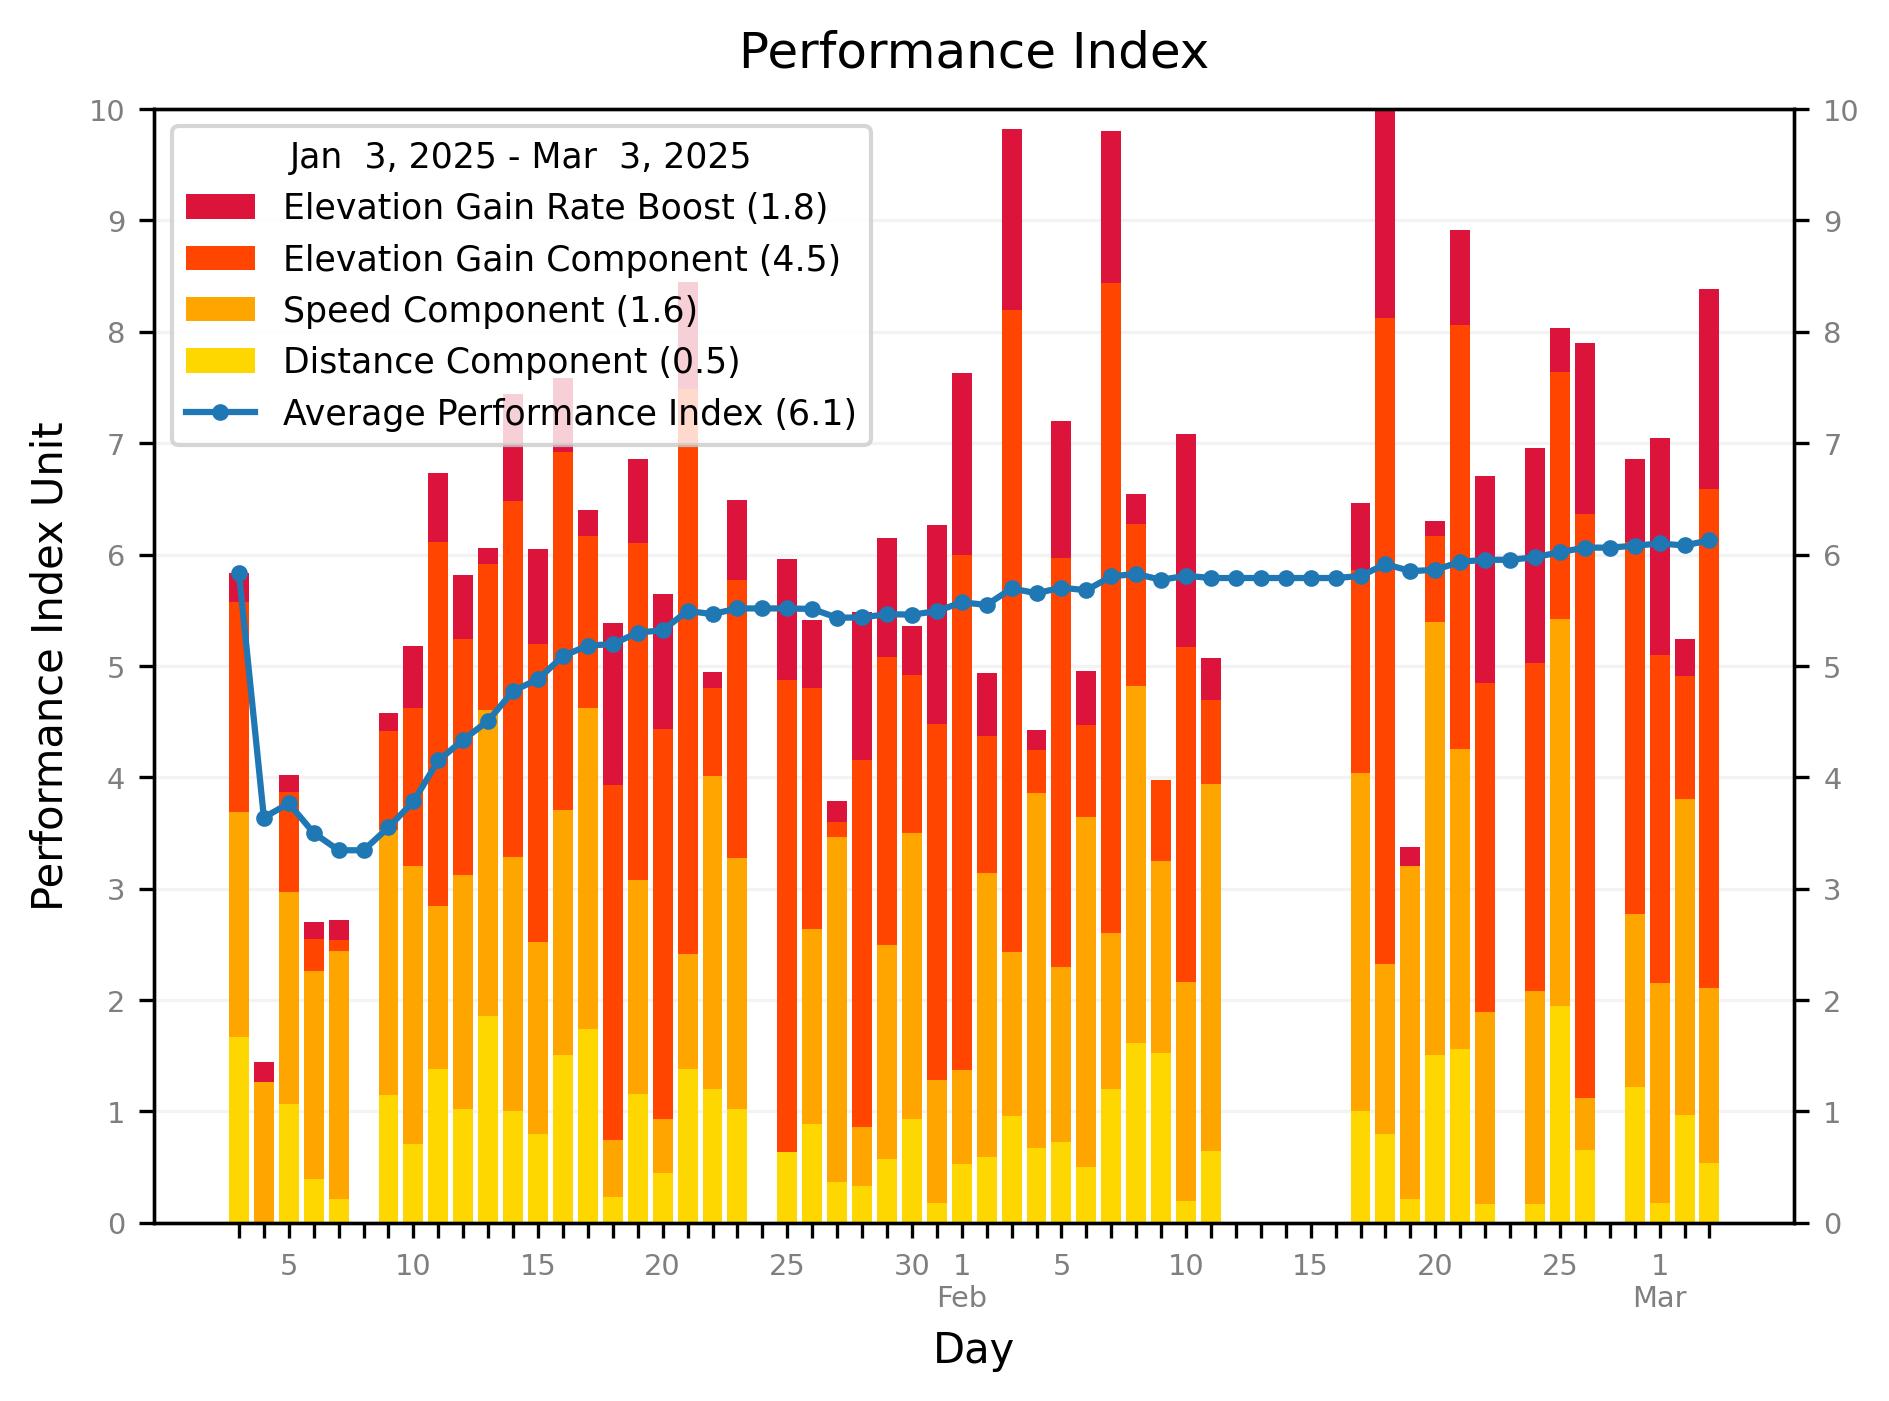 Performance Index
Jan  3, 2025 - Mar  3, 2025
Elevation Gain Rate Boost (1.8)
Elevation Gain Component (4.5)
Speed Component (1.6)
Distance Component (0.5)
Average Performance Index (6.1)
Performance Index Unit
10
9
8
7
6
5
4
3
2
1
0
10
9
8
7
6
5
4
3
2
1
0
5 10 15 20 25 30 1 5 10 15 20 25 1
Feb Mar
Day